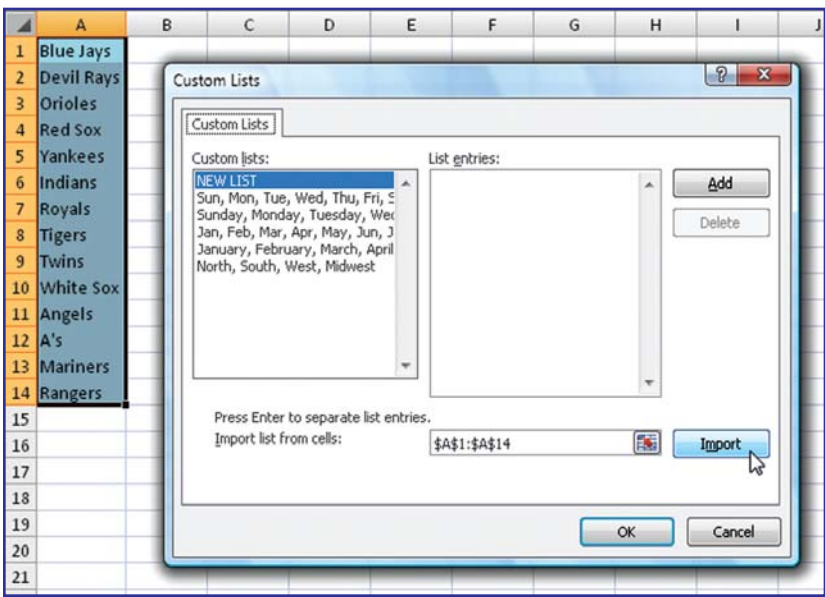 A B C D E F G H I J
1 Blue Jays
2 Devil Rays
3 Orioles
4 Red Sox
5 Yankees
6 Indians
7 Royals
8 Tigers
9 Twins
10 White Sox
11 Angels
12 A's
13 Mariners
14 Rangers
15
16
17
18
19
20
21
Custom Lists
?
Custom Lists
Custom lists:
NEW LIST
Sun, Mon, Tue, Wed, Thu, Fri, S
Sunday, Monday, Tuesday, Wed
Jan, Feb, Mar, Apr, May, Jun, J
January, February, March, April
North, South, West, Midwest
List entries:
Add
Delete
Press Enter to separate list entries.
Import list from cells:
$A$1:$A$14
Import
OK
Cancel